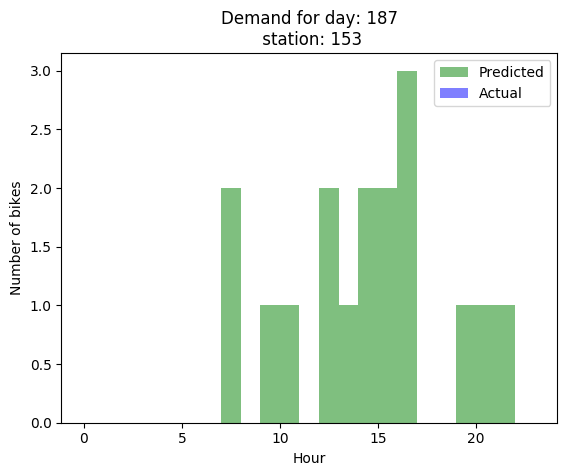 Demand for day: 187
station: 153
Predicted
Actual
3.0
2.5
2.0
1.5
1.0
0.5
0.0
Number of bikes
0
5
10
15
20
Hour